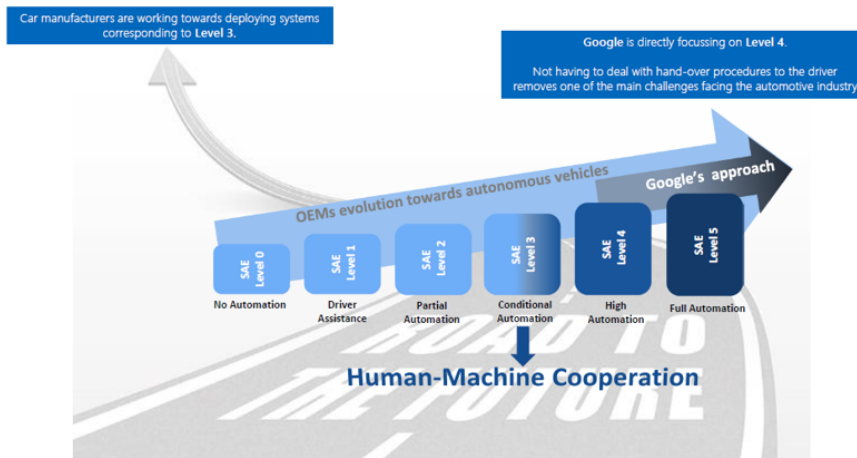 Car manufacturers are working towards deploying systems
corresponding to Level 3.
Google is directly focussing on Level 4.
Not having to deal with hand-over procedures to the driver
removes one of the main challenges facing the automotive industry
OEMs evolution towards autonomous vehicles
Google's approach
SAE
Level 0
SAE
Level 1
SAE
Level 2
SAE
Level 3
SAE
Level 4
SAE
Level 5
No Automation
Driver
Assistance
Partial
Automation
Conditional
Automation
High
Automation
Full Automation
Human-Machine Cooperation
ROAD TO
THE FUTURE